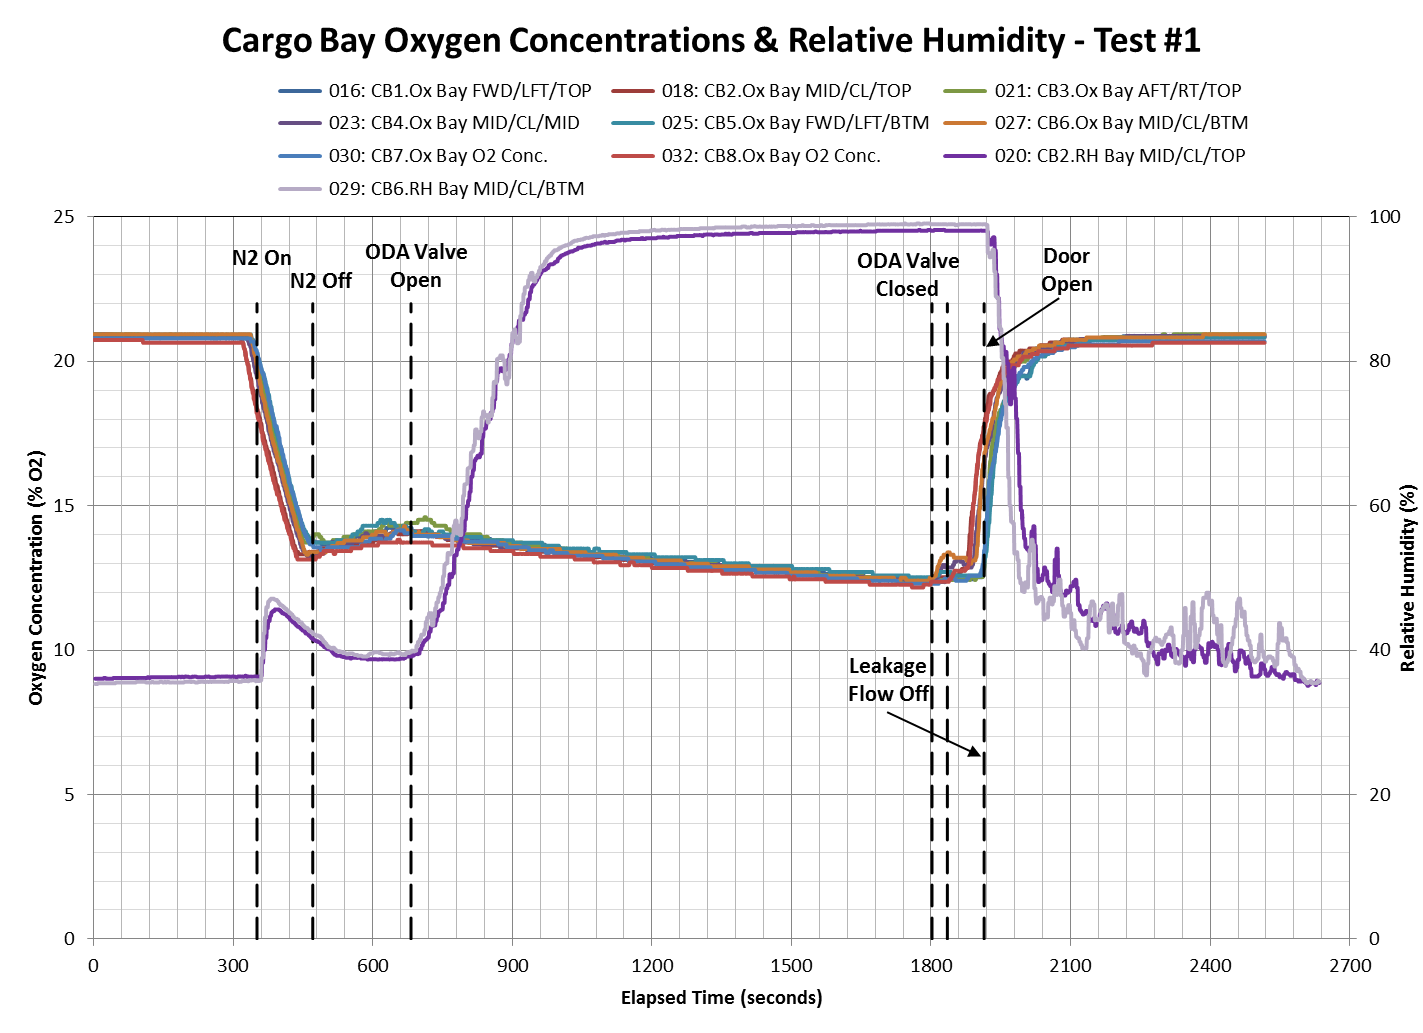 Cargo Bay Oxygen Concentrations & Relative Humidity - Test #1
016: CB1.Ox Bay FWD/LFT/TOP
018: CB2.Ox Bay MID/CL/TOP
021: CB3.Ox Bay AFT/RT/TOP
023: CB4.Ox Bay MID/CL/MID
025: CB5.Ox Bay FWD/LFT/BTM
027: CB6.Ox Bay MID/CL/BTM
030: CB7.Ox Bay O2 Conc.
032: CB8.Ox Bay O2 Conc.
020: CB2.RH Bay MID/CL/TOP
029: CB6.RH Bay MID/CL/BTM
25
20
15
10
5
0
Oxygen Concentration (% O2)
N2 On
N2 Off
ODA Valve
Open
ODA Valve
Closed
Door
Open
Leakage
Flow Off
100
80
60
40
20
0
Relative Humidity (%)
0
300
600
900
1200
1500
1800
2100
2400
2700
Elapsed Time (seconds)